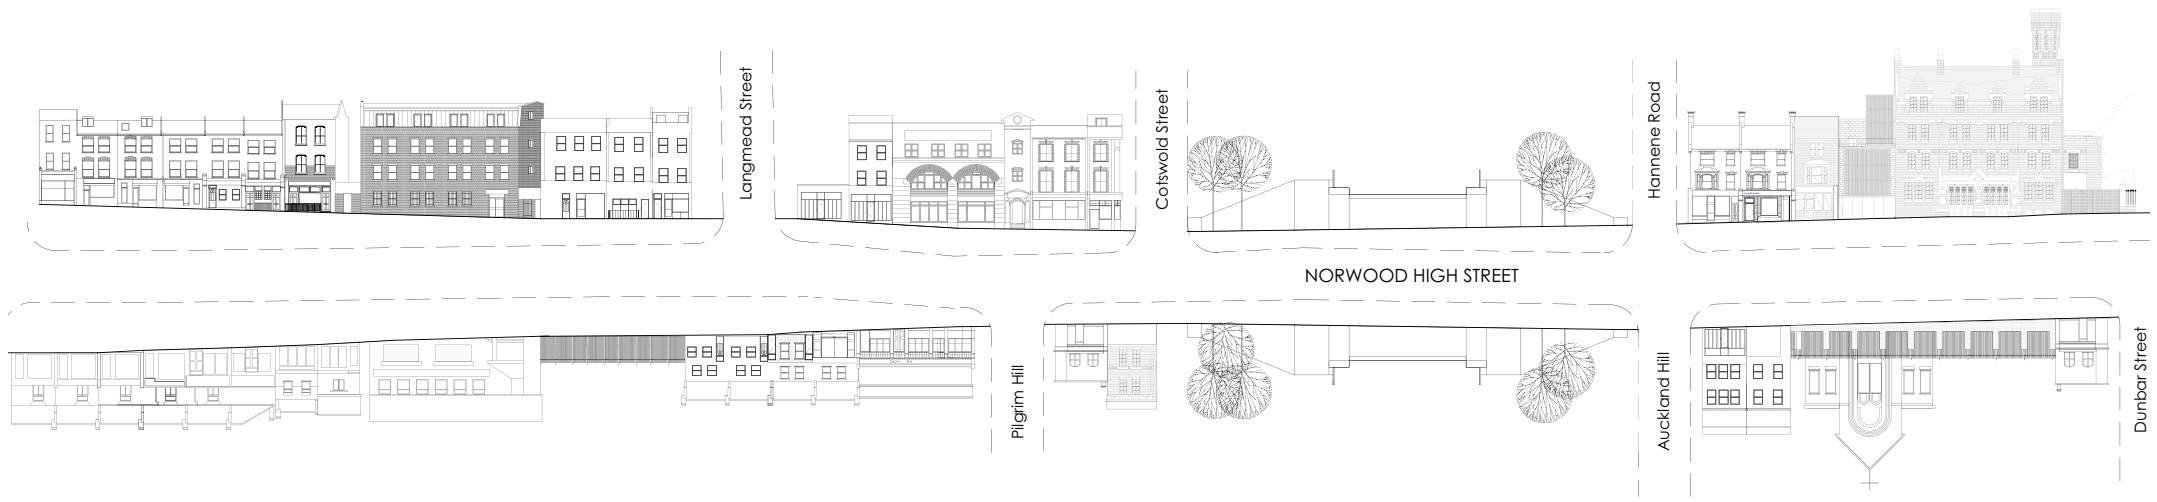 Langmead Street
Cotswold Street
Hannene Road
NORWOOD HIGH STREET
Pilgrim Hill
Auckland Hill
Dunbar Street